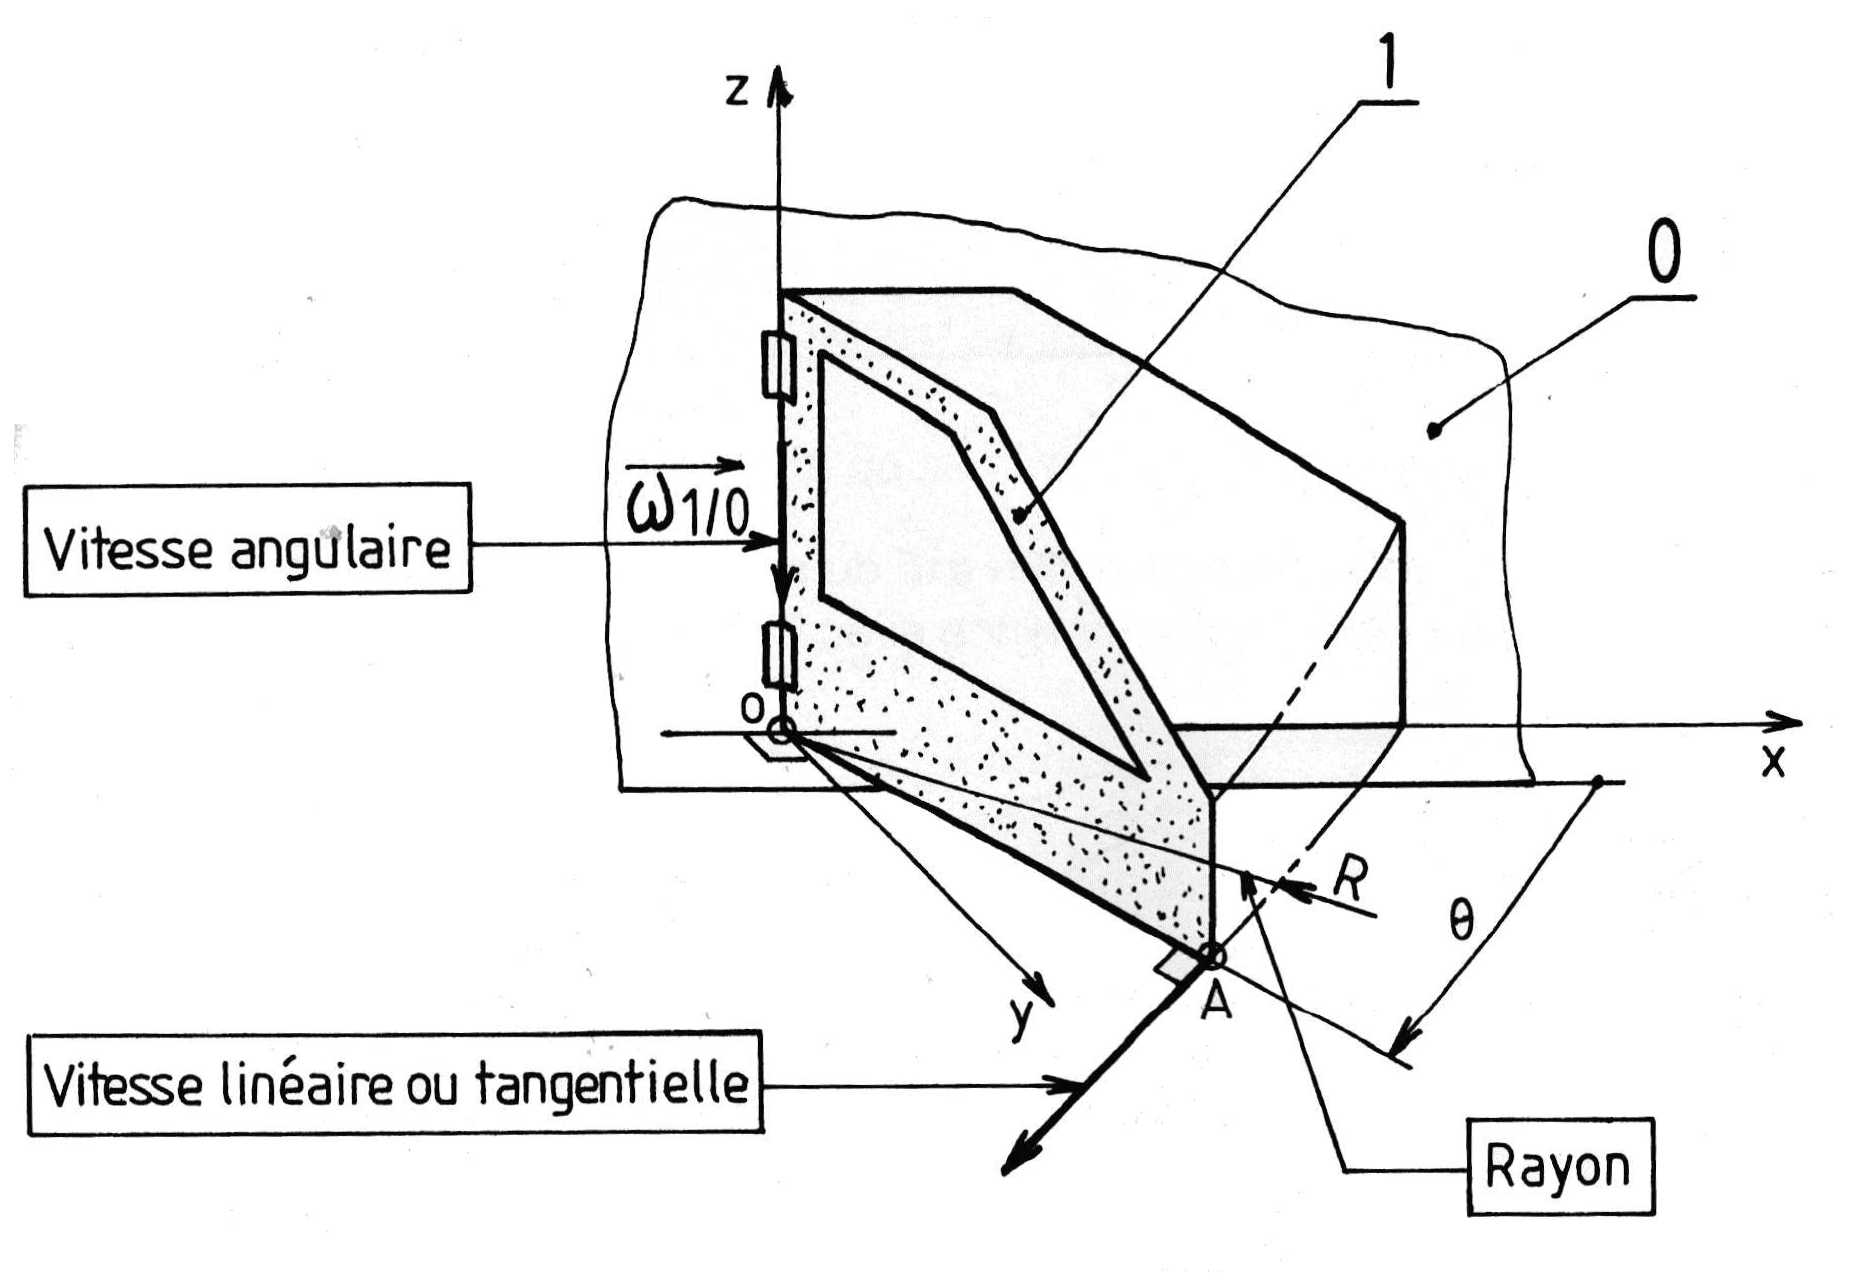 1
z
0
ω1/0
Vitesse angulaire
O
x
R
θ
A
y
Vitesse linéaire ou tangentielle
Rayon